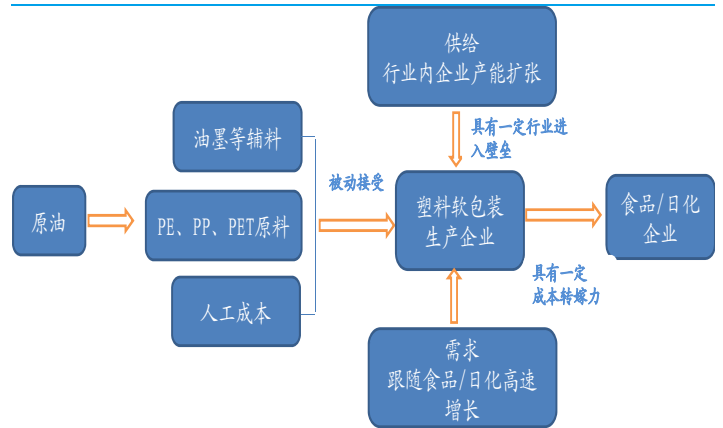 供给
行业内企业产能扩张
具有一定行业进
入壁垒
油墨等辅料
被动接受
原油
PE、PP、PET原料
塑料软包装
生产企业
食品/日化
企业
具有一定
成本转嫁力
人工成本
需求
跟随食品/日化高速
增长